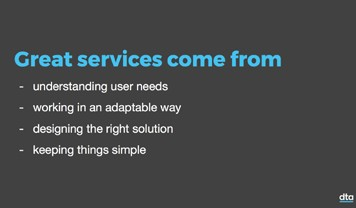 Great services come from
- understanding user needs
- working in an adaptable way
- designing the right solution
- keeping things simple
dta